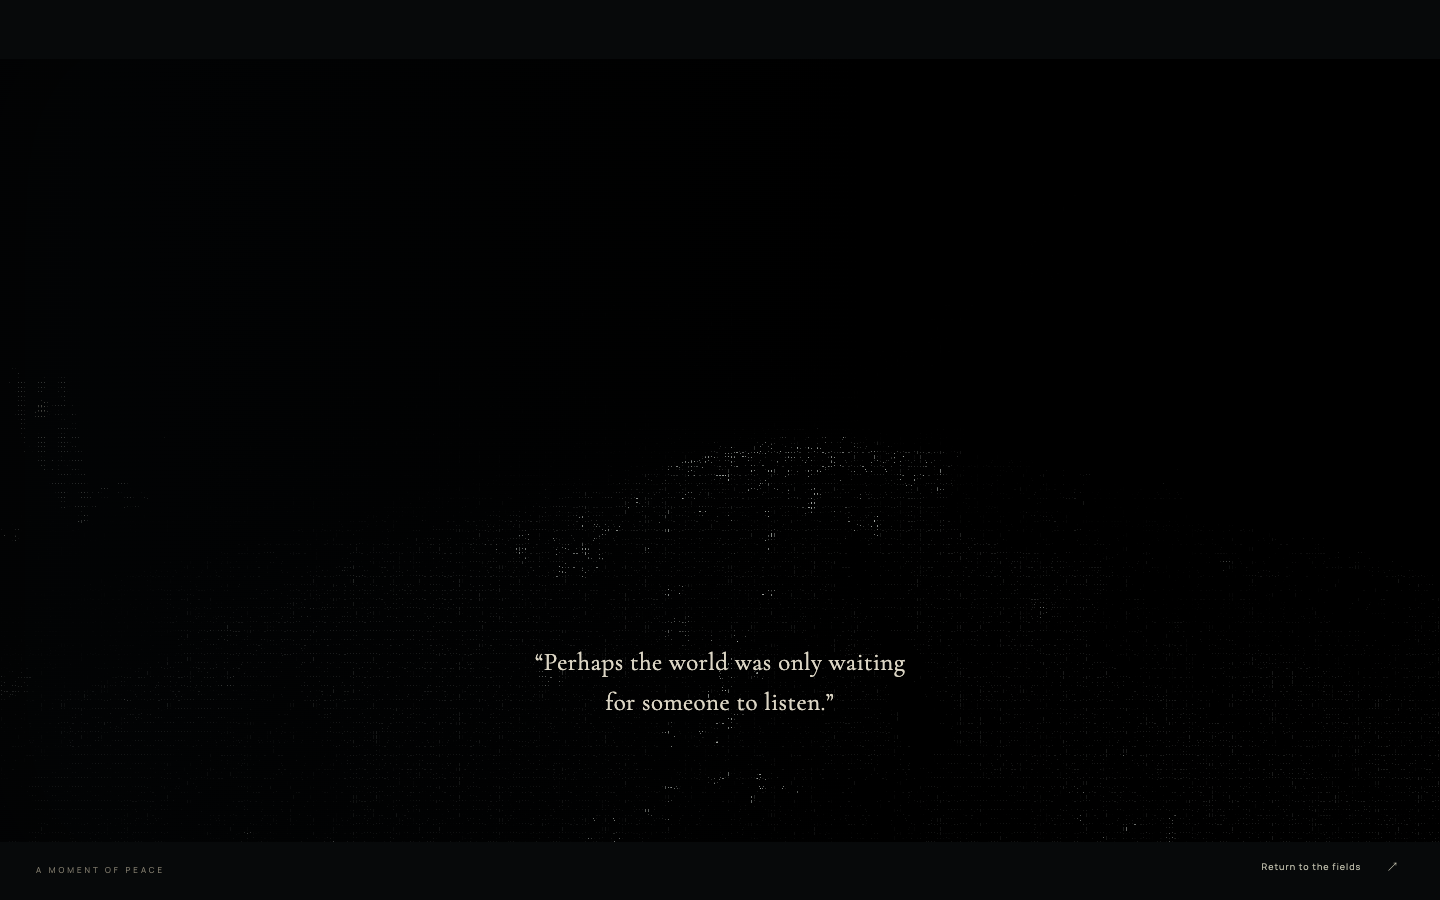 “Perhaps the world was only waiting
for someone to listen.”
A MOMENT OF PEACE
Return to the fields